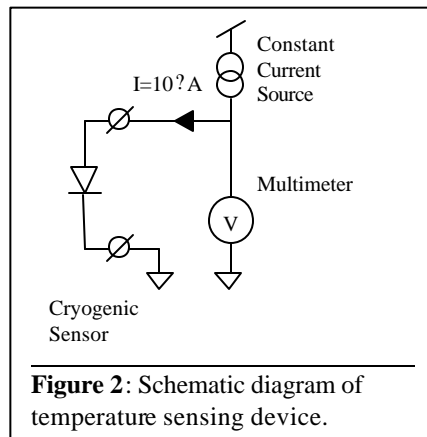 Constant
Current
Source
I=10?A
Multimeter
V
Cryogenic
Sensor
Figure 2: Schematic diagram of
temperature sensing device.